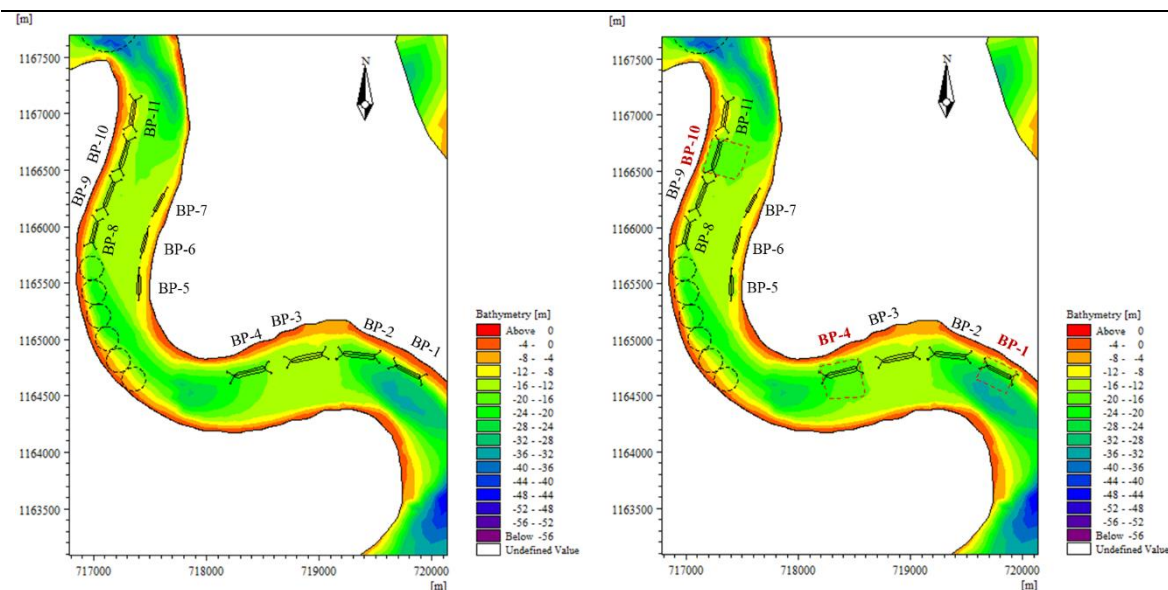 [m]
1167500
1167000
1166500
1166000
1165500
1165000
1164500
1164000
1163500
717000
718000
719000
720000
[m]
N
BP-11
BP-10
BP-9
BP-8
BP-7
BP-6
BP-5
BP-4
BP-3
BP-2
BP-1
Bathymetry [m]
Above 0
-4 - 0
-8 - -4
-12 - -8
-16 - -12
-20 - -16
-24 - -20
-28 - -24
-32 - -28
-36 - -32
-40 - -36
-44 - -40
-48 - -44
-52 - -48
-56 - -52
Below -56
Undefined Value
[m]
1167500
1167000
1166500
1166000
1165500
1165000
1164500
1164000
1163500
717000
718000
719000
720000
[m]
N
BP-11
BP-10
BP-9
BP-8
BP-7
BP-6
BP-5
BP-4
BP-3
BP-2
BP-1
Bathymetry [m]
Above 0
-4 - 0
-8 - -4
-12 - -8
-16 - -12
-20 - -16
-24 - -20
-28 - -24
-32 - -28
-36 - -32
-40 - -36
-44 - -40
-48 - -44
-52 - -48
-56 - -52
Below -56
Undefined Value